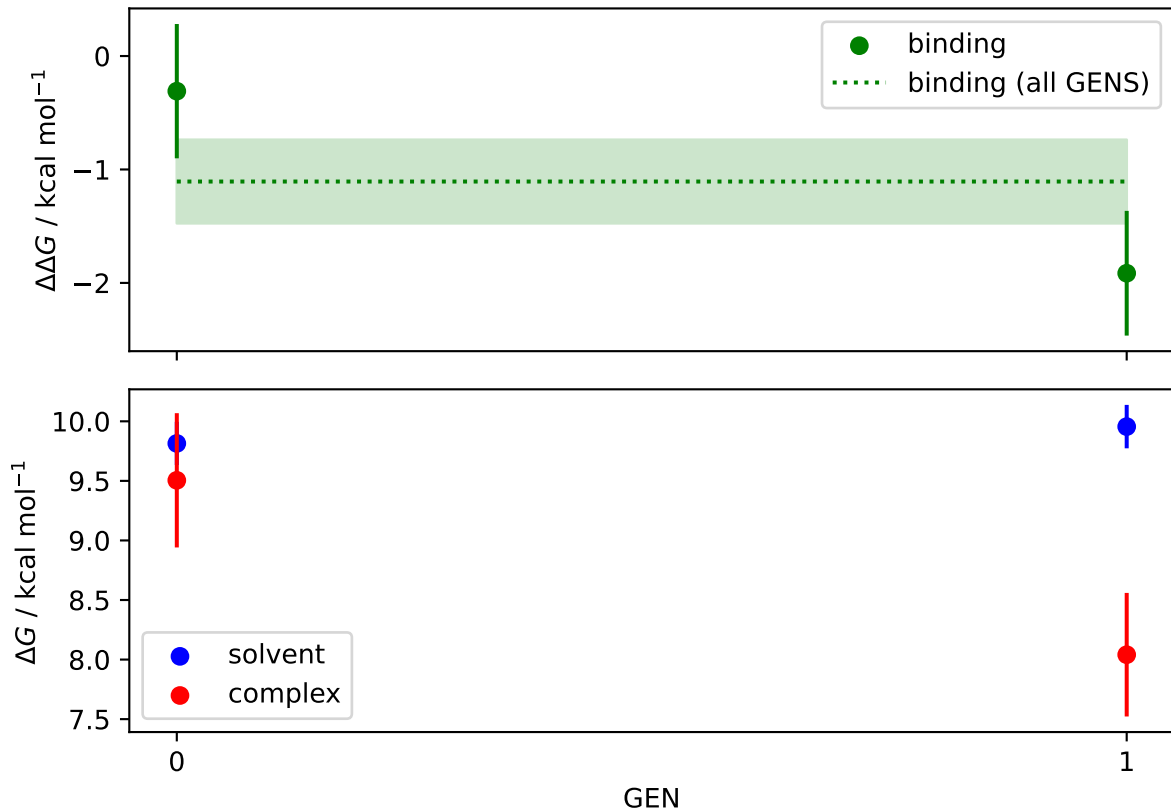 0
−1
−2
ΔΔG / kcal mol⁻¹
binding
binding (all GENS)
10.0
9.5
9.0
8.5
8.0
7.5
ΔG / kcal mol⁻¹
solvent
complex
0
1
GEN